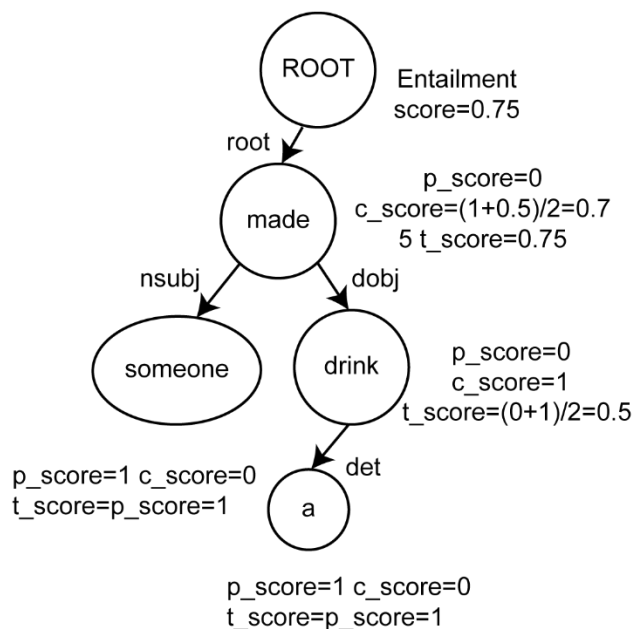 ROOT
Entailment
score=0.75
root
made
p_score=0
c_score=(1+0.5)/2=0.7
5 t_score=0.75
nsubj
dobj
someone
drink
p_score=0
c_score=1
t_score=(0+1)/2=0.5
p_score=1 c_score=0
t_score=p_score=1
det
a
p_score=1 c_score=0
t_score=p_score=1